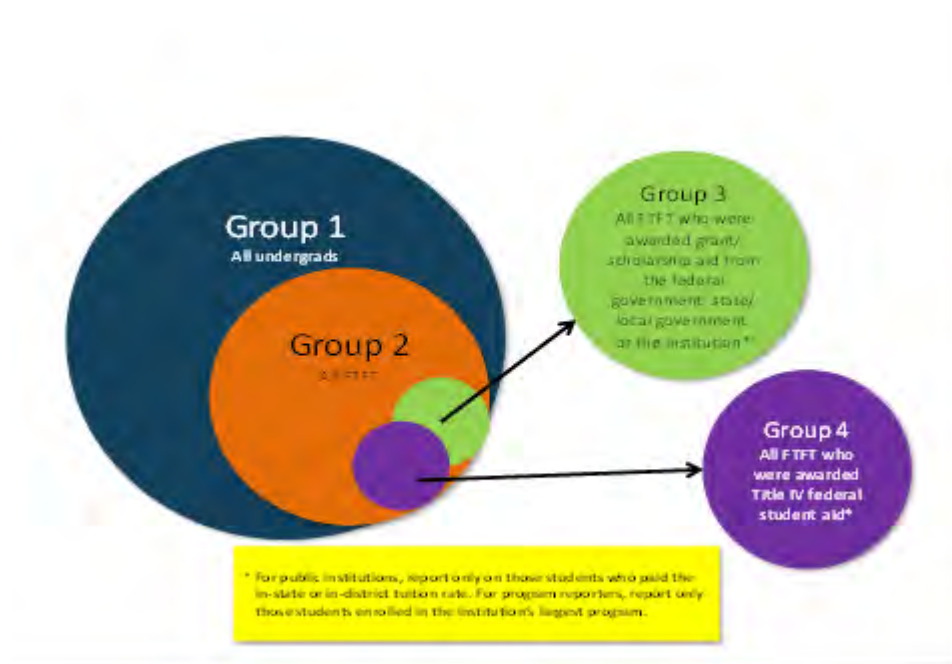 Group 1
All undergrads
Group 2
All FTFT
Group 3
All FTFT who were
awarded grant/
scholarship aid from
the federal
government, state/
local government
or the institution*
Group 4
All FTFT who
were awarded
Title IV federal
student aid*
* For public institutions, report only on those students who paid the
in-state or in-district tuition rate. For program reporters, report only
those students enrolled in the institution's largest program.